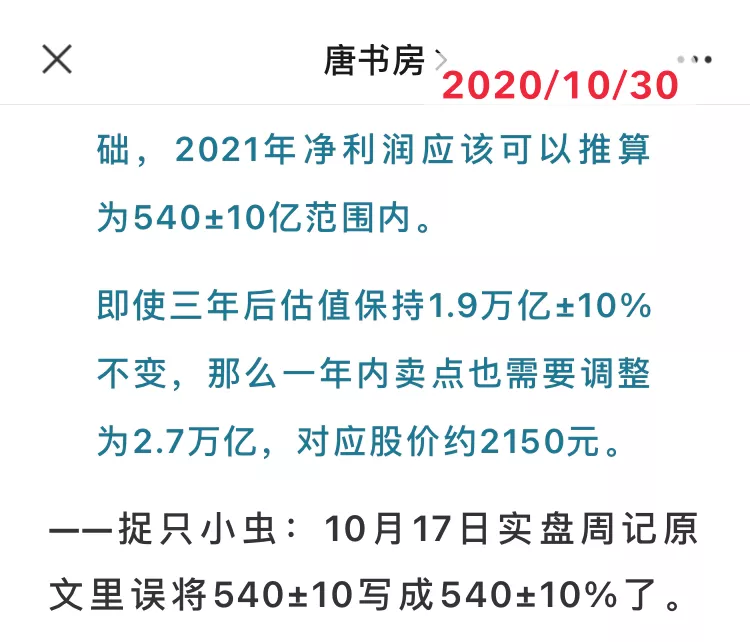 唐书房
2020/10/30
础，2021年净利润应该可以推算
为540±10亿范围内。
即使三年后估值保持1.9万亿±10%
不变，那么一年内卖点也需要调整
为2.7万亿，对应股价约2150元。
——捉只小虫：10月17日实盘周记原
文里误将540±10写成540±10%了。